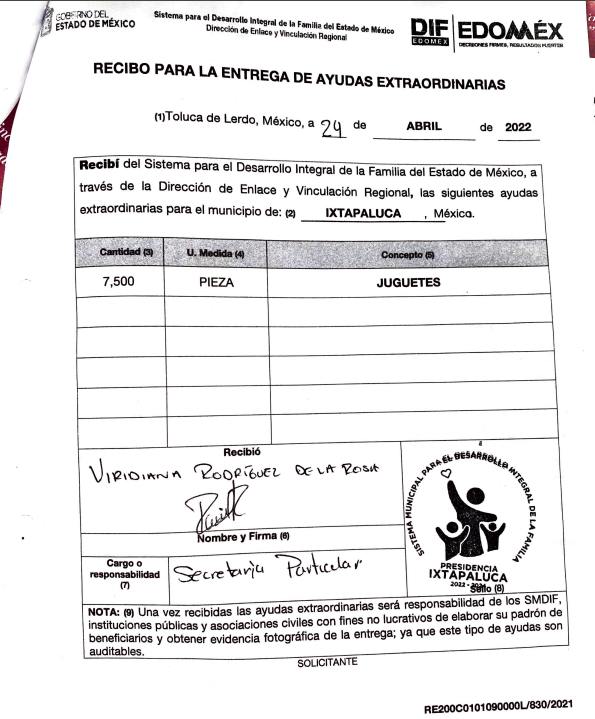 GOBIERNO DEL
ESTADO DE MÉXICO
Sistema para el Desarrollo Integral de la Familia del Estado de México
Dirección de Enlace y Vinculación Regional
DIF
EDOMÉX
EDOMÉX
DECISIONES FIRMES, RESULTADOS FUERTES
RECIBO PARA LA ENTREGA DE AYUDAS EXTRAORDINARIAS
(1)Toluca de Lerdo, México, a 29 de ABRIL de 2022
Recibí del Sistema para el Desarrollo Integral de la Familia del Estado de México, a
través de la Dirección de Enlace y Vinculación Regional, las siguientes ayudas
extraordinarias para el municipio de: (2) IXTAPALUCA , México.
Cantidad (3) U. Medida (4) Concepto (5)
7,500 PIEZA JUGUETES
Recibió
VIRIDIANA RODRÍGUEZ DE LA ROSA
Nombre y Firma (6)
Cargo o
responsabilidad
(7)
Secretaria Particular
SISTEMA MUNICIPAL PARA EL DESARROLLO INTEGRAL DE LA FAMILIA
PRESIDENCIA
IXTAPALUCA
2022 - 2024
Sello (8)
NOTA: (9) Una vez recibidas las ayudas extraordinarias será responsabilidad de los SMDIF,
instituciones públicas y asociaciones civiles con fines no lucrativos de elaborar su padrón de
beneficiarios y obtener evidencia fotográfica de la entrega; ya que este tipo de ayudas son
auditables.
SOLICITANTE
RE200C0101090000L/830/2021